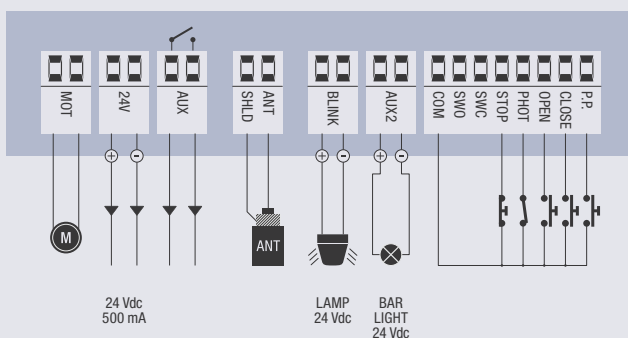 MOT
24V
AUX
SHLD
ANT
BLINK
AUX2
COM
SWO
SWC
STOP
PHOT
OPEN
CLOSE
P.P.
+
-
+
-
+
-
M
ANT
24 Vdc
500 mA
LAMP
24 Vdc
BAR
LIGHT
24 Vdc